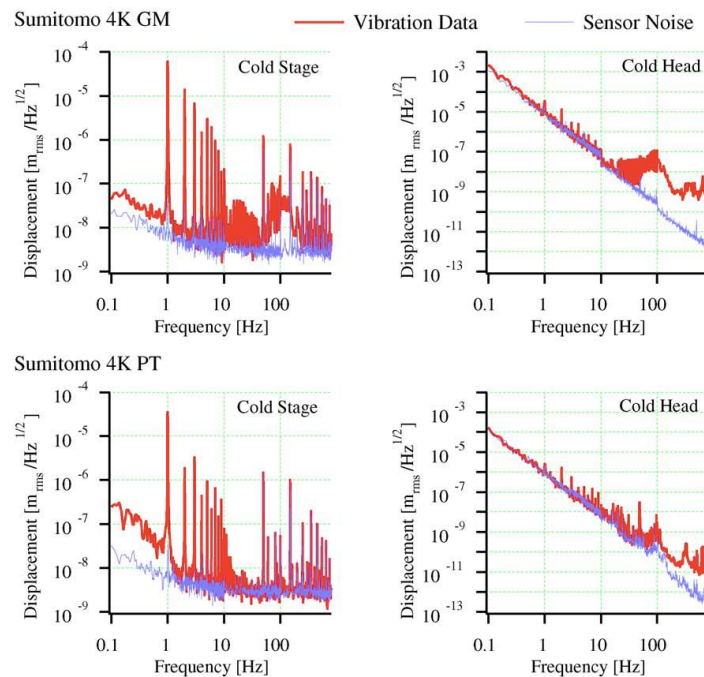 Sumitomo 4K GM
Vibration Data
Sensor Noise
Displacement [m_rms /Hz^1/2]
10^-4
10^-5
10^-6
10^-7
10^-8
10^-9
Cold Stage
0.1 1 10 100
Frequency [Hz]
Displacement [m_rms /Hz^1/2]
10^-3
10^-5
10^-7
10^-9
10^-11
10^-13
Cold Head
0.1 1 10 100
Frequency [Hz]
Sumitomo 4K PT
Displacement [m_rms /Hz^1/2]
10^-4
10^-5
10^-6
10^-7
10^-8
10^-9
Cold Stage
0.1 1 10 100
Frequency [Hz]
Displacement [m_rms /Hz^1/2]
10^-3
10^-5
10^-7
10^-9
10^-11
10^-13
Cold Head
0.1 1 10 100
Frequency [Hz]